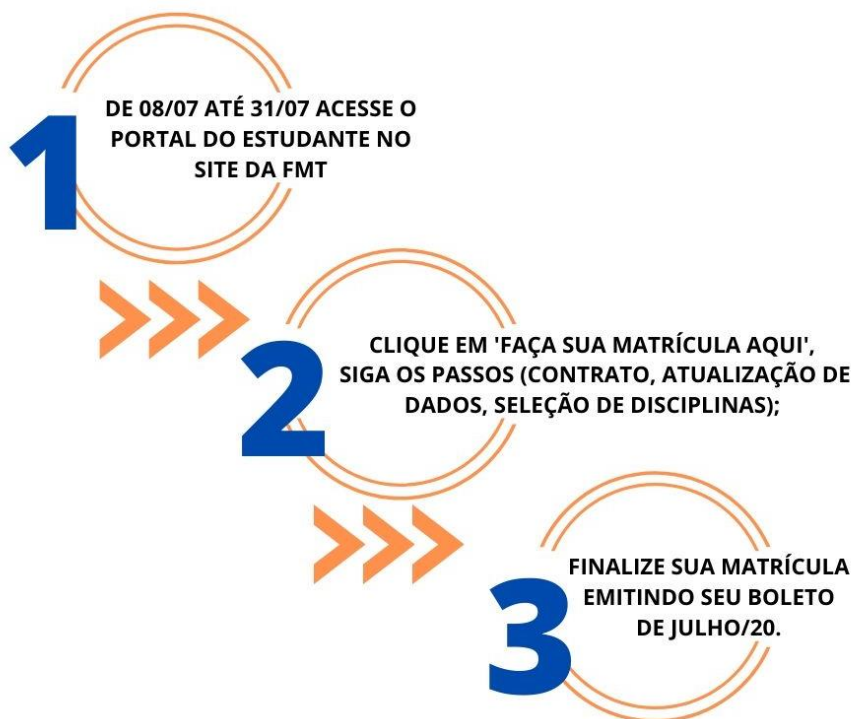 1
DE 08/07 ATÉ 31/07 ACESSE O
PORTAL DO ESTUDANTE NO
SITE DA FMT
2
CLIQUE EM 'FAÇA SUA MATRÍCULA AQUI',
SIGA OS PASSOS (CONTRATO, ATUALIZAÇÃO DE
DADOS, SELEÇÃO DE DISCIPLINAS);
3
FINALIZE SUA MATRÍCULA
EMITINDO SEU BOLETO
DE JULHO/20.